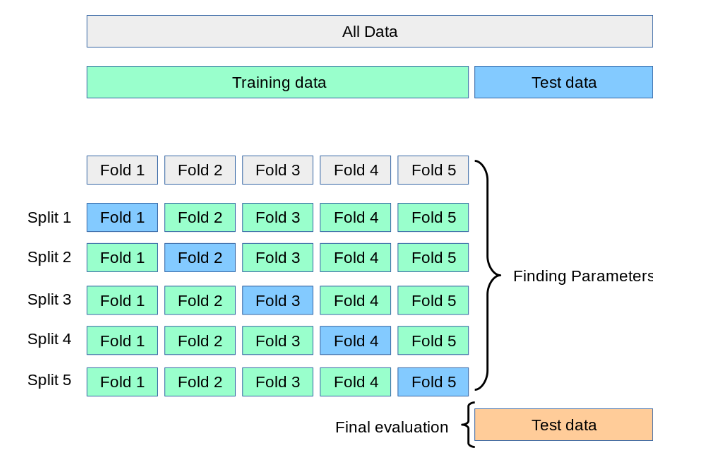 All Data
Training data Test data
Fold 1 Fold 2 Fold 3 Fold 4 Fold 5
Split 1 Fold 1 Fold 2 Fold 3 Fold 4 Fold 5
Split 2 Fold 1 Fold 2 Fold 3 Fold 4 Fold 5
Finding Parameters
Split 3 Fold 1 Fold 2 Fold 3 Fold 4 Fold 5
Split 4 Fold 1 Fold 2 Fold 3 Fold 4 Fold 5
Split 5 Fold 1 Fold 2 Fold 3 Fold 4 Fold 5
Final evaluation Test data